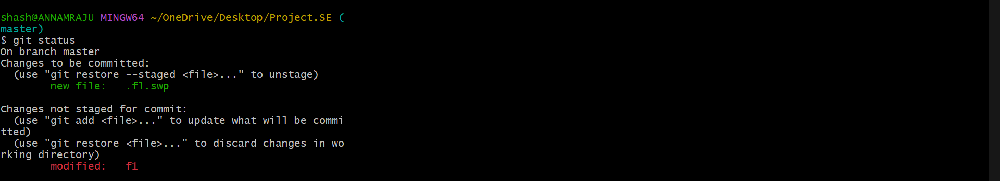 shash@ANNAMRAJU MINGW64 ~/OneDrive/Desktop/Project.SE (
master)
$ git status
On branch master
Changes to be committed:
  (use "git restore --staged <file>..." to unstage)
        new file:   .fl.swp

Changes not staged for commit:
  (use "git add <file>..." to update what will be commi
tted)
  (use "git restore <file>..." to discard changes in wo
rking directory)
        modified:   f1